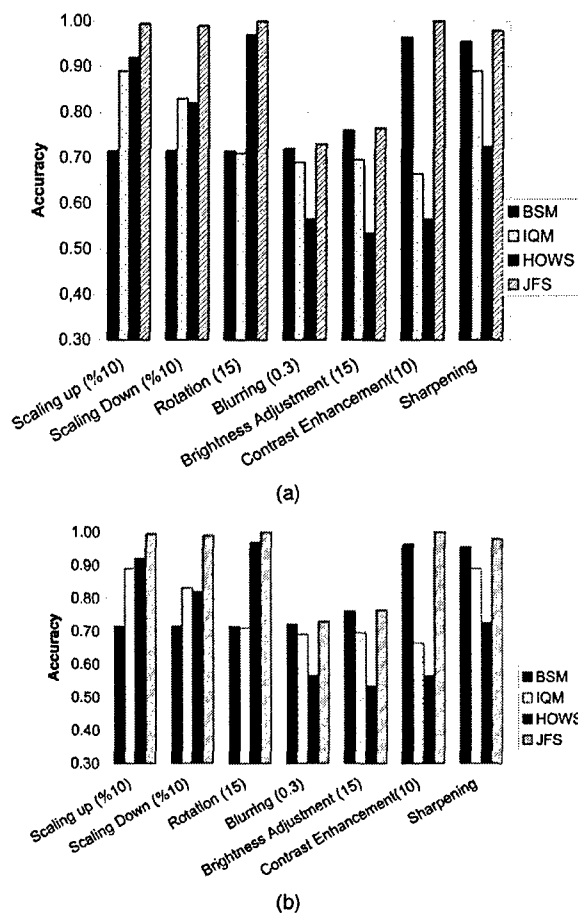 1.00
0.90
0.80
0.70
0.60
0.50
0.40
0.30
Accuracy
BSM
IQM
HOWS
JFS
Scaling up (%10)
Scaling Down (%10)
Rotation (15)
Blurring (0.3)
Brightness Adjustment (15)
Contrast Enhancement(10)
Sharpening
(a)
1.00
0.90
0.80
0.70
0.60
0.50
0.40
0.30
Accuracy
BSM
IQM
HOWS
JFS
Scaling up (%10)
Scaling Down (%10)
Rotation (15)
Blurring (0.3)
Brightness Adjustment (15)
Contrast Enhancement(10)
Sharpening
(b)